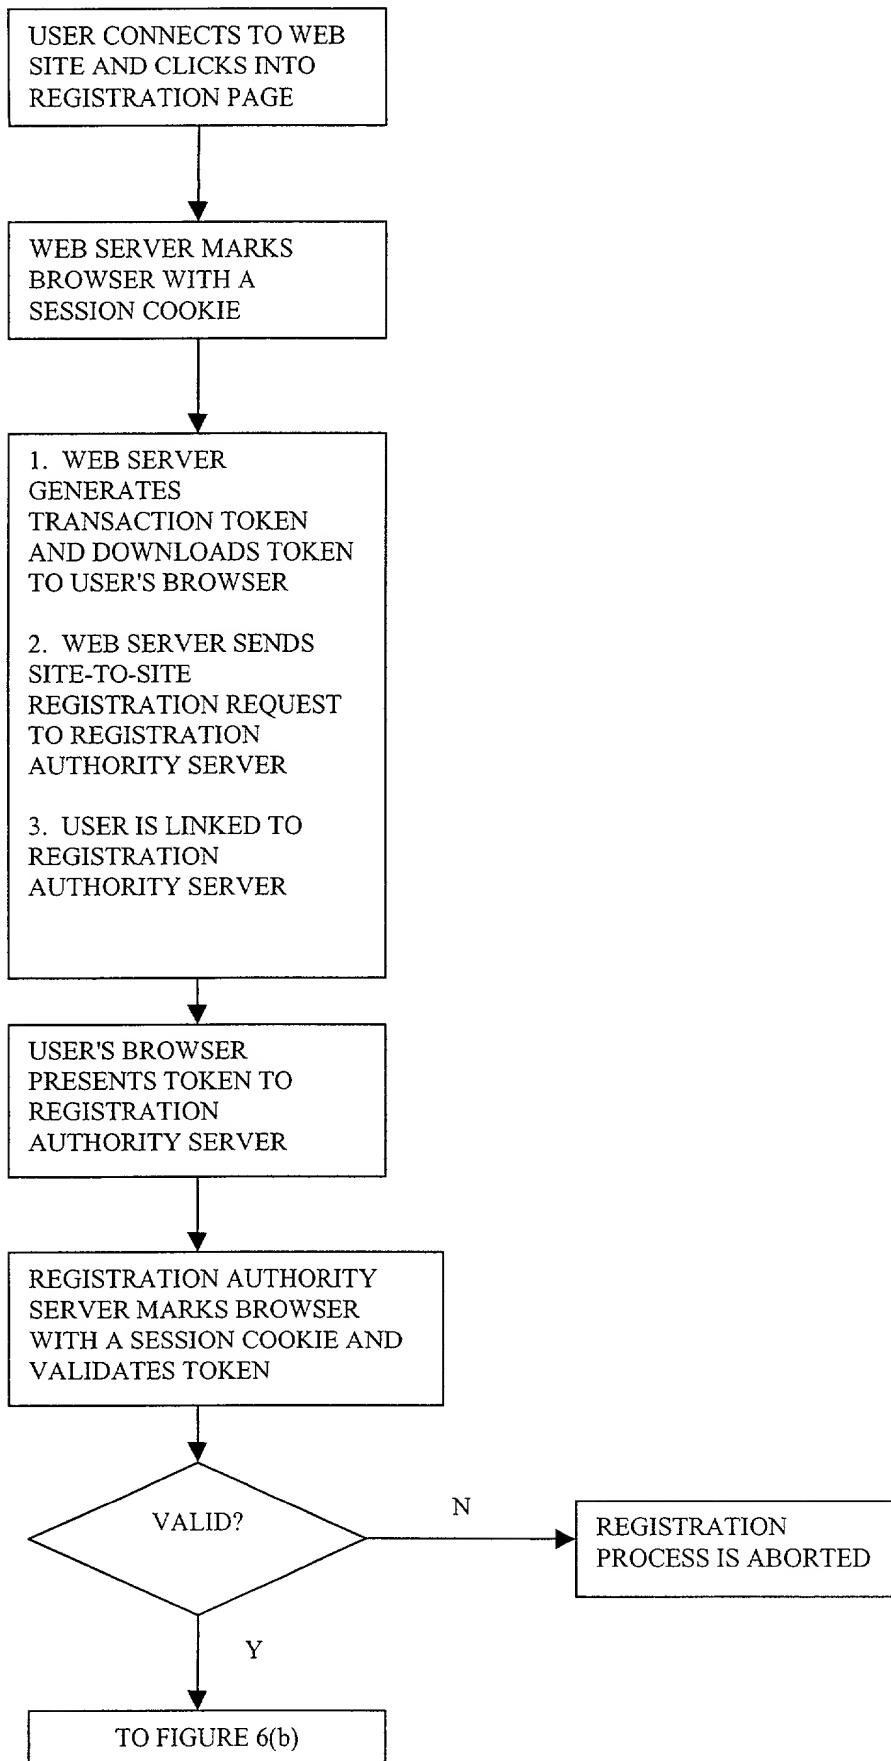 USER CONNECTS TO WEB
SITE AND CLICKS INTO
REGISTRATION PAGE
WEB SERVER MARKS
BROWSER WITH A
SESSION COOKIE
1. WEB SERVER
GENERATES
TRANSACTION TOKEN
AND DOWNLOADS TOKEN
TO USER'S BROWSER
2. WEB SERVER SENDS
SITE-TO-SITE
REGISTRATION REQUEST
TO REGISTRATION
AUTHORITY SERVER
3. USER IS LINKED TO
REGISTRATION
AUTHORITY SERVER
USER'S BROWSER
PRESENTS TOKEN TO
REGISTRATION
AUTHORITY SERVER
REGISTRATION AUTHORITY
SERVER MARKS BROWSER
WITH A SESSION COOKIE AND
VALIDATES TOKEN
VALID?
N
REGISTRATION
PROCESS IS ABORTED
Y
TO FIGURE 6(b)